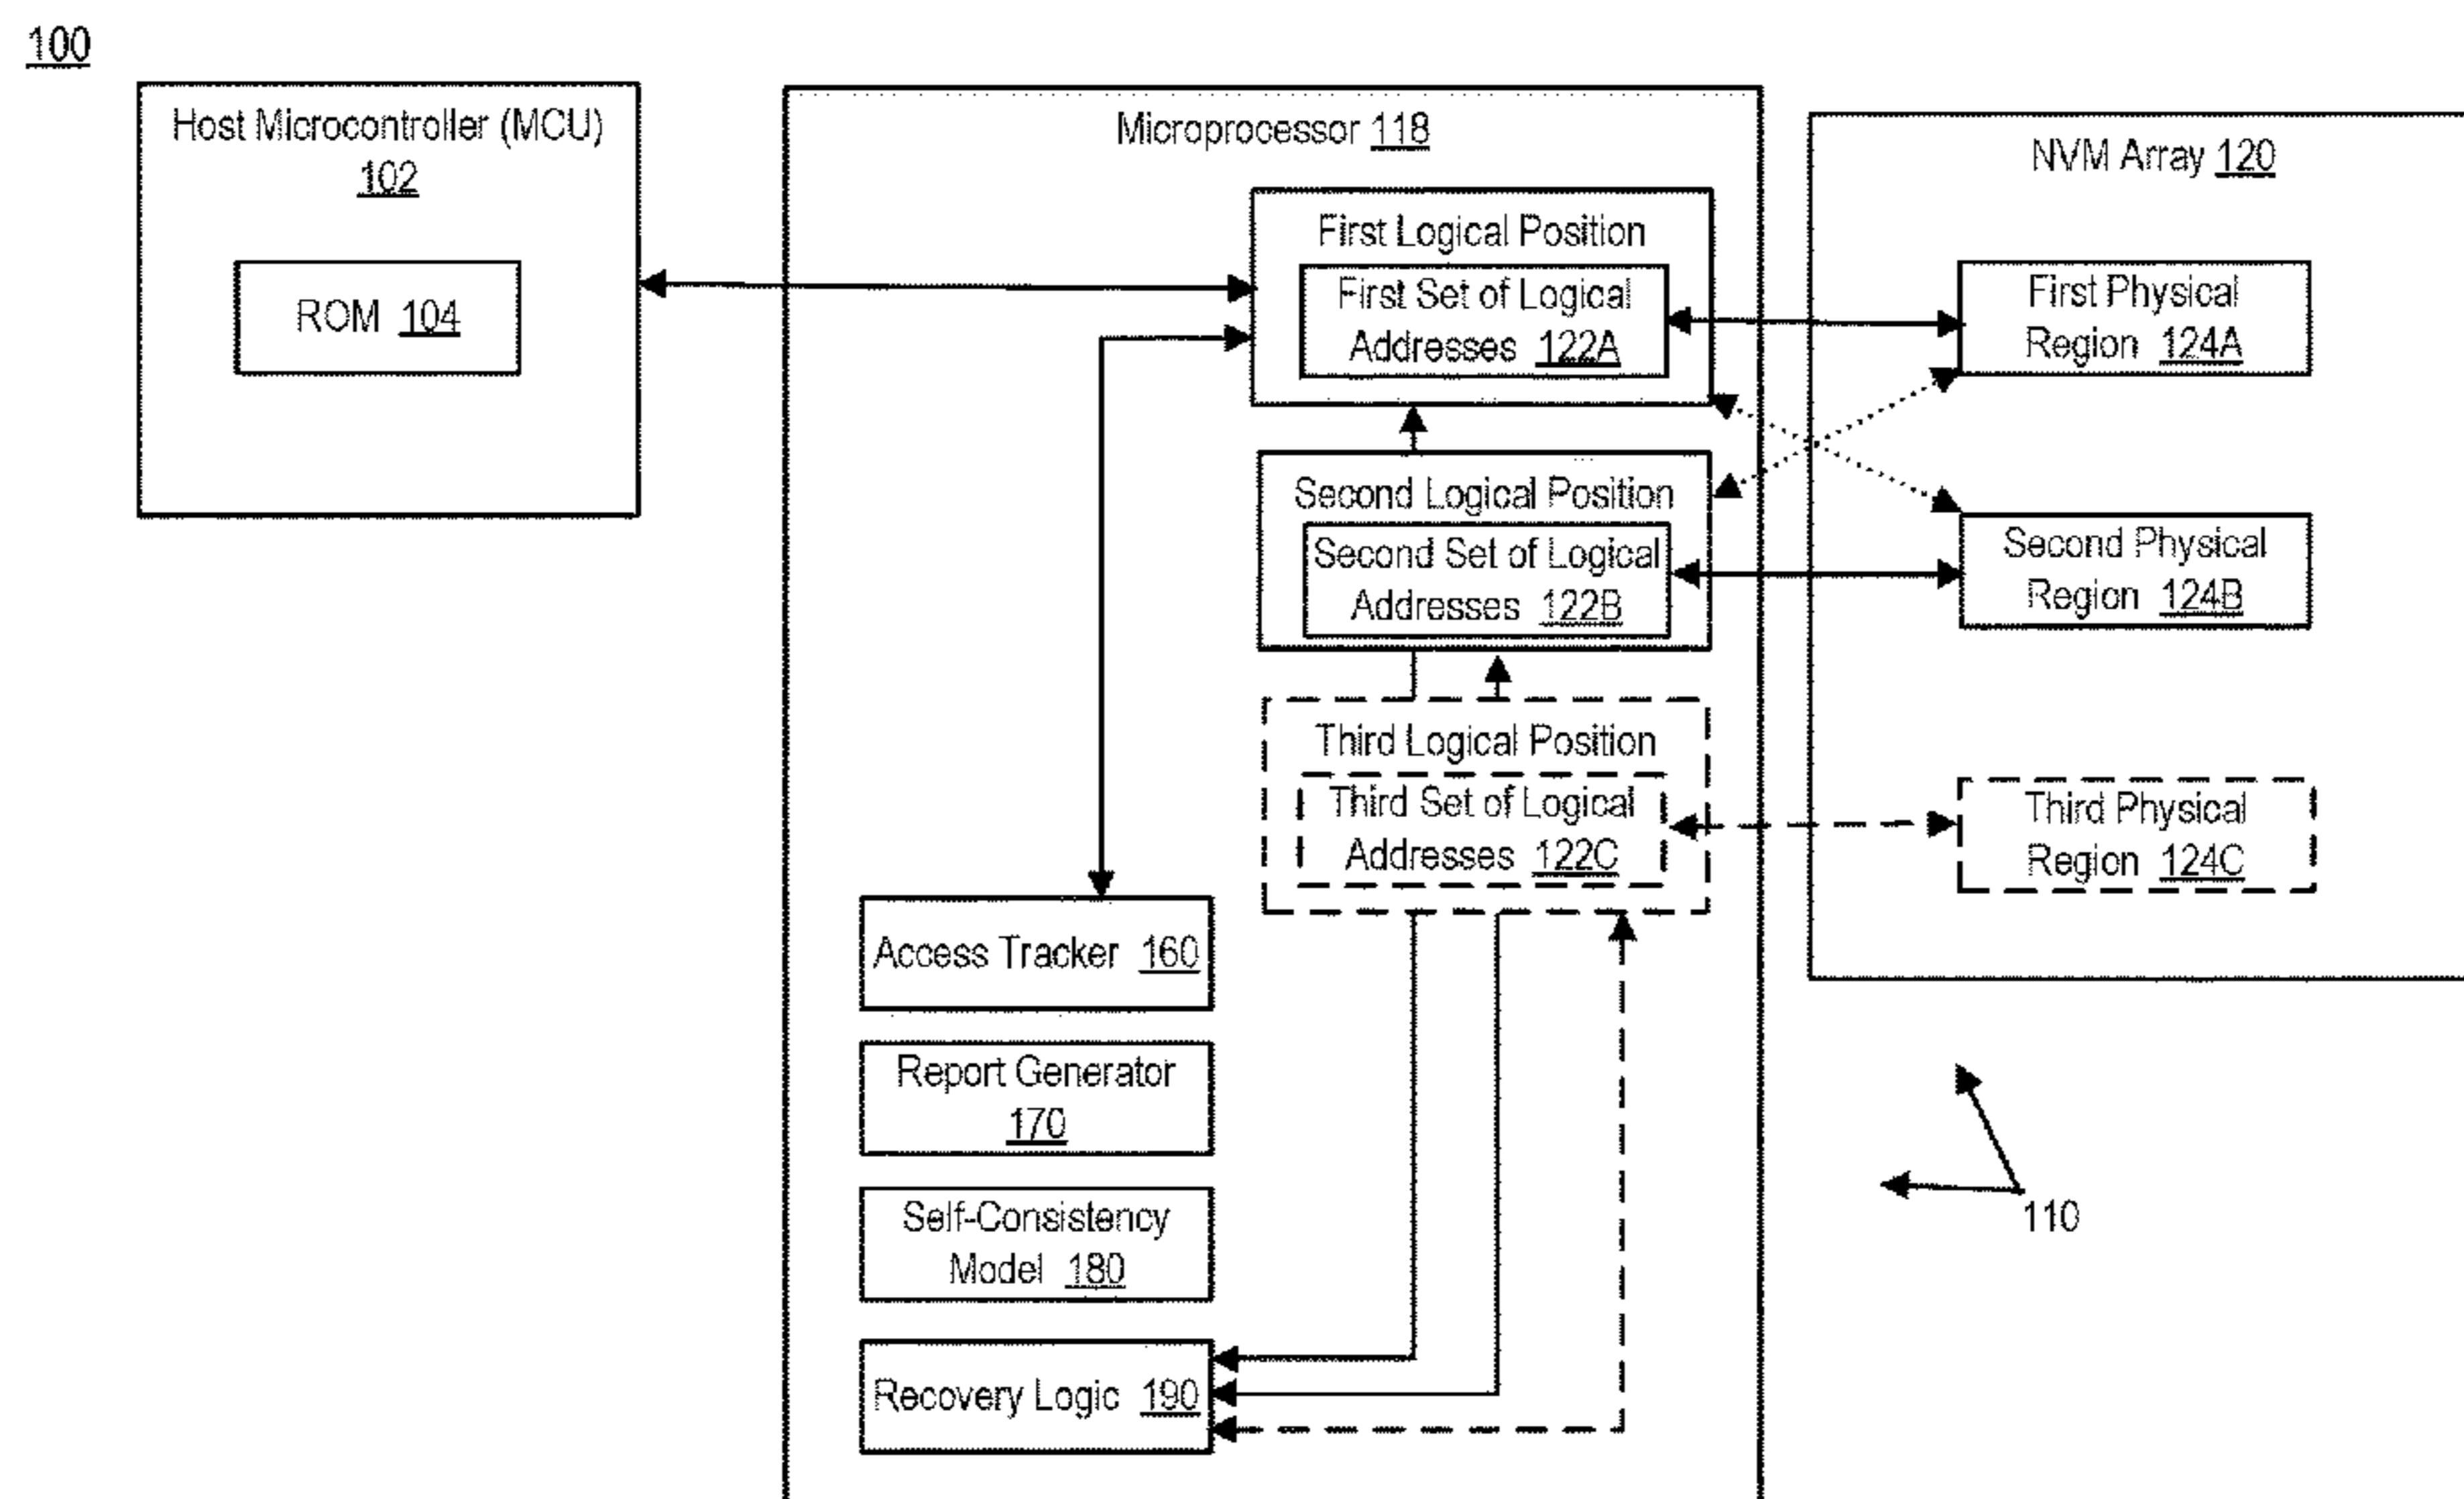 100
Host Microcontroller (MCU)
102
ROM 104
Microprocessor 118
First Logical Position
First Set of Logical
Addresses 122A
Second Logical Position
Second Set of Logical
Addresses 122B
Third Logical Position
Third Set of Logical
Addresses 122C
Access Tracker 160
Report Generator
170
Self-Consistency
Model 180
Recovery Logic 190
NVM Array 120
First Physical
Region 124A
Second Physical
Region 124B
Third Physical
Region 124C
110